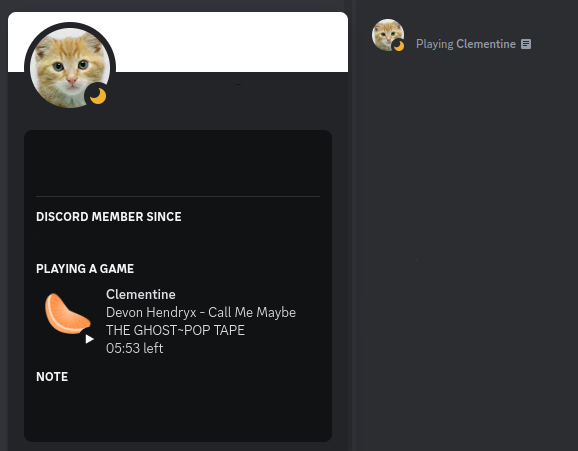 DISCORD MEMBER SINCE
PLAYING A GAME
Clementine
Devon Hendryx - Call Me Maybe
THE GHOST~POP TAPE
05:53 left
NOTE
Playing Clementine